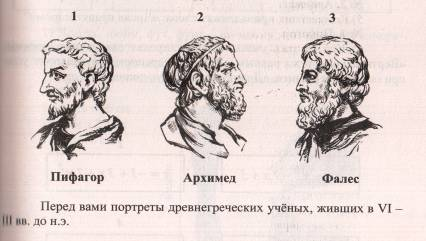 1 2 3
Пифагор Архимед Фалес
Перед вами портреты древнегреческих учёных, живших в VI –
III вв. до н.э.